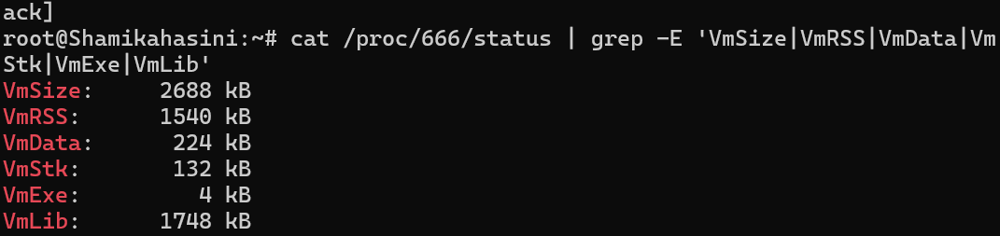 ack]
root@Shamikahasini:~# cat /proc/666/status | grep -E 'VmSize|VmRSS|VmData|Vm
Stk|VmExe|VmLib'
VmSize:     2688 kB
VmRSS:      1540 kB
VmData:      224 kB
VmStk:       132 kB
VmExe:         4 kB
VmLib:      1748 kB